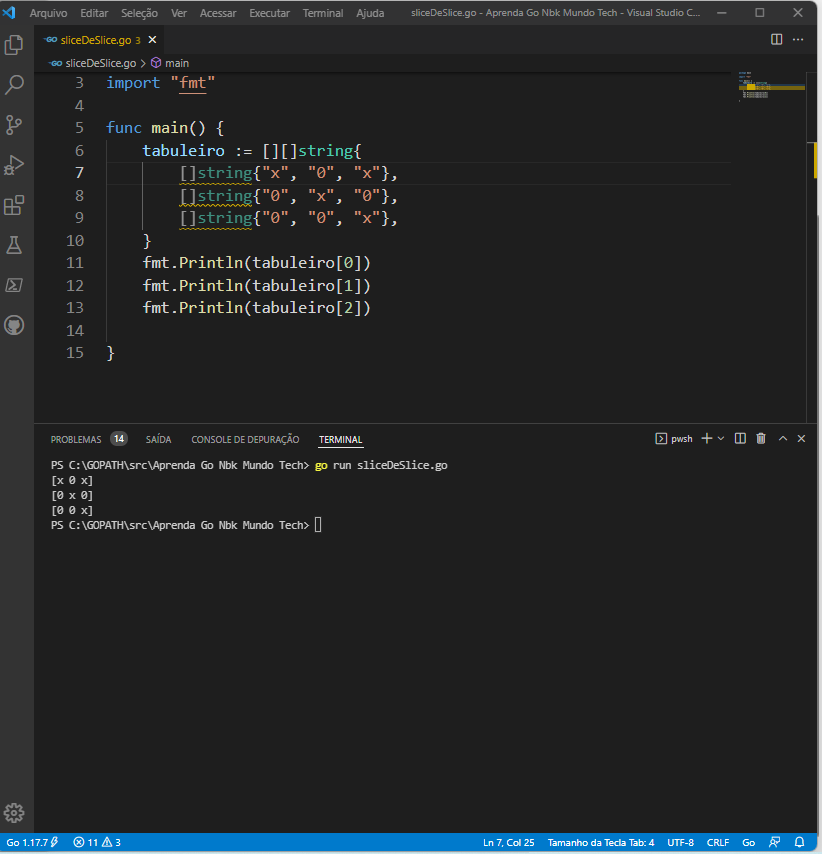 Arquivo Editar Seleção Ver Acessar Executar Terminal Ajuda sliceDeSlice.go - Aprenda Go Nbk Mundo Tech - Visual Studio C...
GO sliceDeSlice.go 3
GO sliceDeSlice.go > main
3 import "fmt"
4
5 func main() {
6 tabuleiro := [][]string{
7 []string{"x", "0", "x"},
8 []string{"0", "x", "0"},
9 []string{"0", "0", "x"},
10 }
11 fmt.Println(tabuleiro[0])
12 fmt.Println(tabuleiro[1])
13 fmt.Println(tabuleiro[2])
14
15 }
PROBLEMAS 14 SAÍDA CONSOLE DE DEPURAÇÃO TERMINAL pwsh
PS C:\GOPATH\src\Aprenda Go Nbk Mundo Tech> go run sliceDeSlice.go
[x 0 x]
[0 x 0]
[0 0 x]
PS C:\GOPATH\src\Aprenda Go Nbk Mundo Tech>
Go 1.17.7 11 3 Ln 7, Col 25 Tamanho da Tecla Tab: 4 UTF-8 CRLF Go